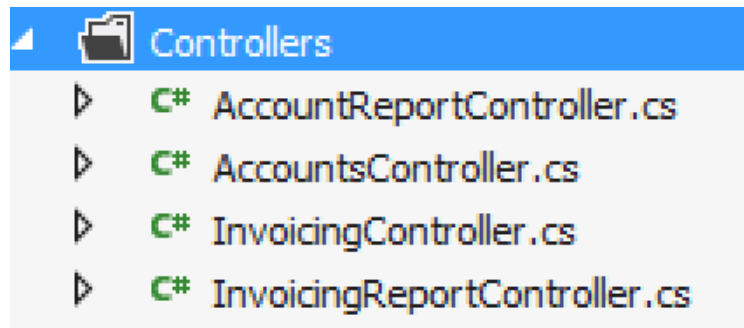 Controllers
C# AccountReportController.cs
C# AccountsController.cs
C# InvoicingController.cs
C# InvoicingReportController.cs